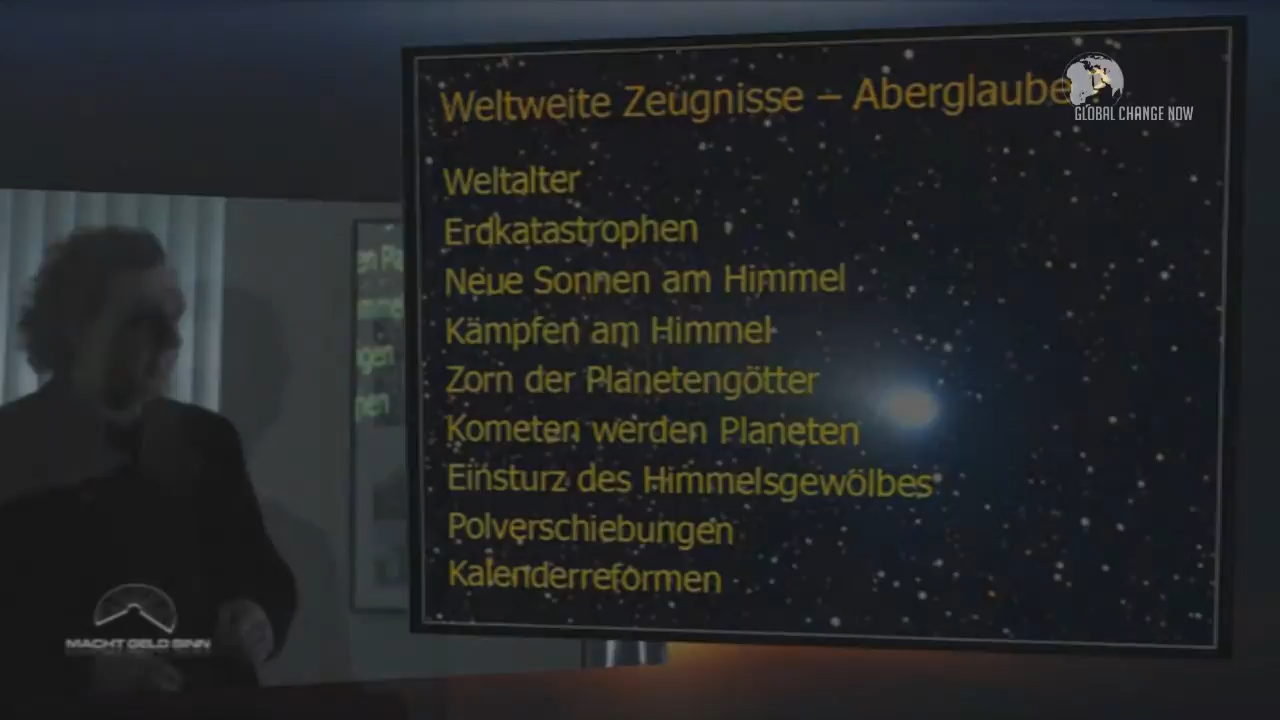 Weltweite Zeugnisse – Aberglaube
GLOBAL CHANGE NOW
Weltalter
Erdkatastrophen
Neue Sonnen am Himmel
Kämpfen am Himmel
Zorn der Planetengötter
Kometen werden Planeten
Einsturz des Himmelsgewölbes
Polverschiebungen
Kalenderreformen
MACHT GELD SINN